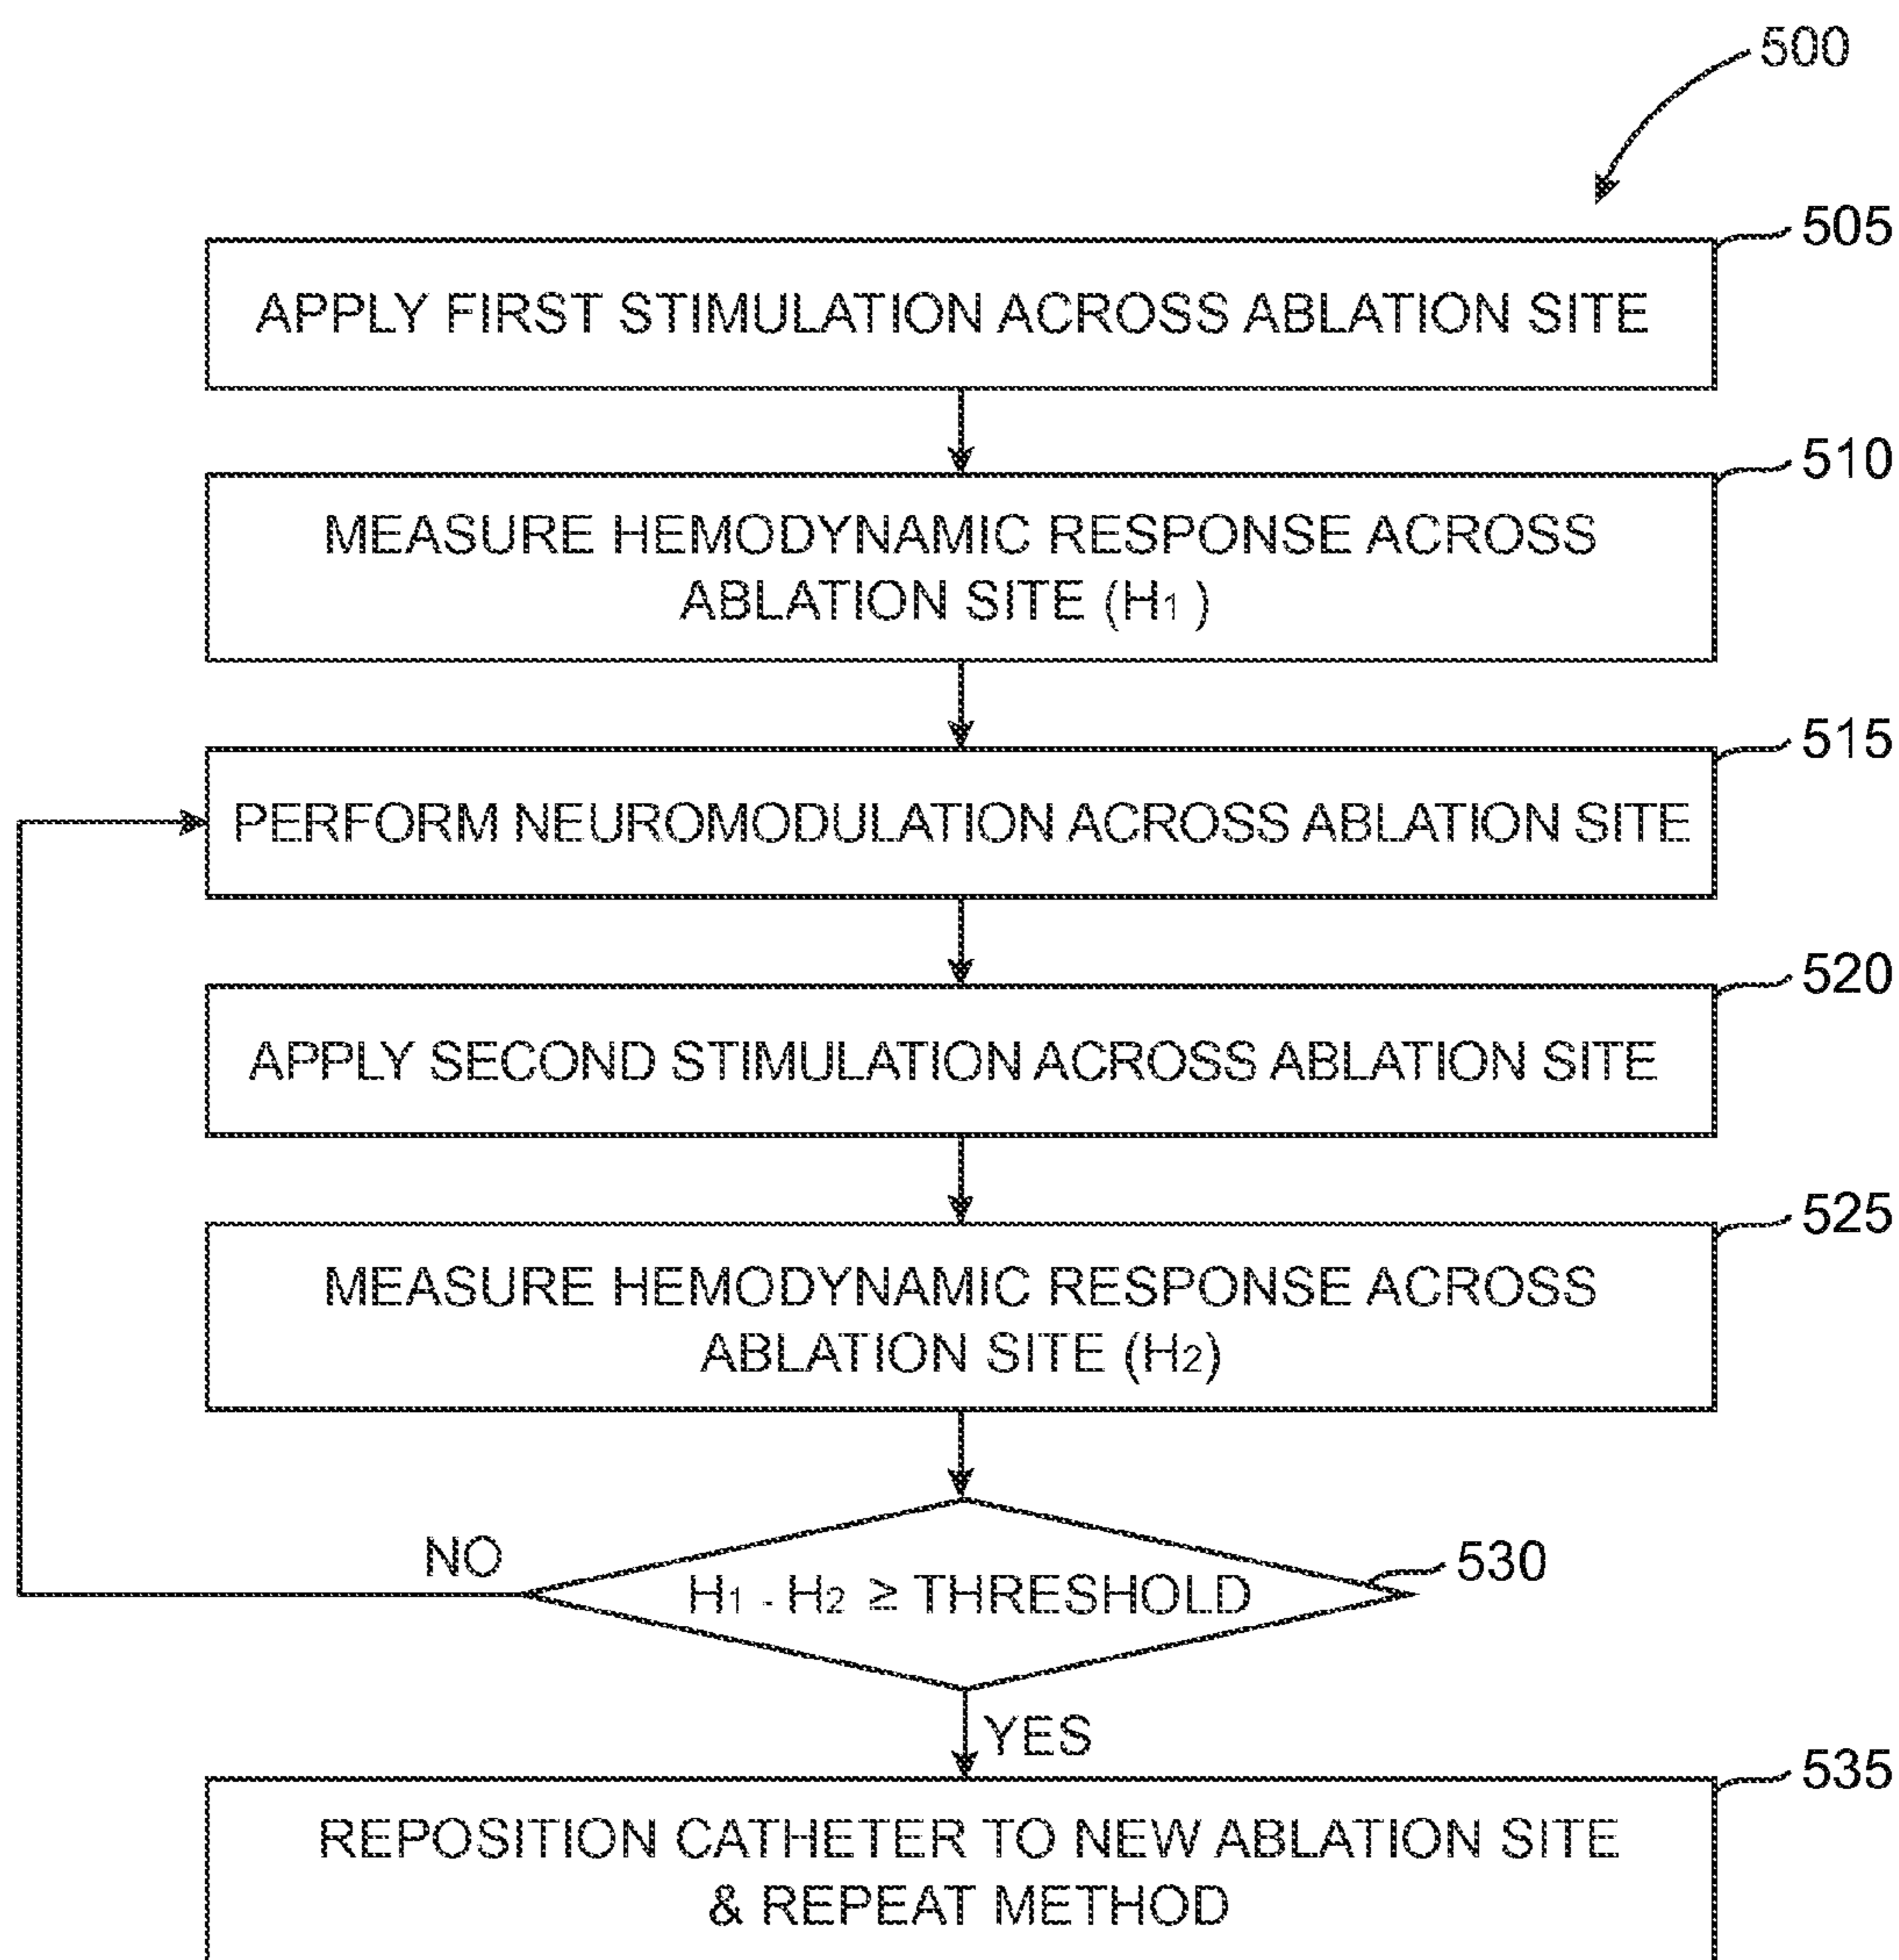 500
505
APPLY FIRST STIMULATION ACROSS ABLATION SITE
510
MEASURE HEMODYNAMIC RESPONSE ACROSS
ABLATION SITE (H₁ )
515
PERFORM NEUROMODULATION ACROSS ABLATION SITE
520
APPLY SECOND STIMULATION ACROSS ABLATION SITE
525
MEASURE HEMODYNAMIC RESPONSE ACROSS
ABLATION SITE (H₂)
NO
530
H₁ - H₂ ≥ THRESHOLD
YES
535
REPOSITION CATHETER TO NEW ABLATION SITE
& REPEAT METHOD